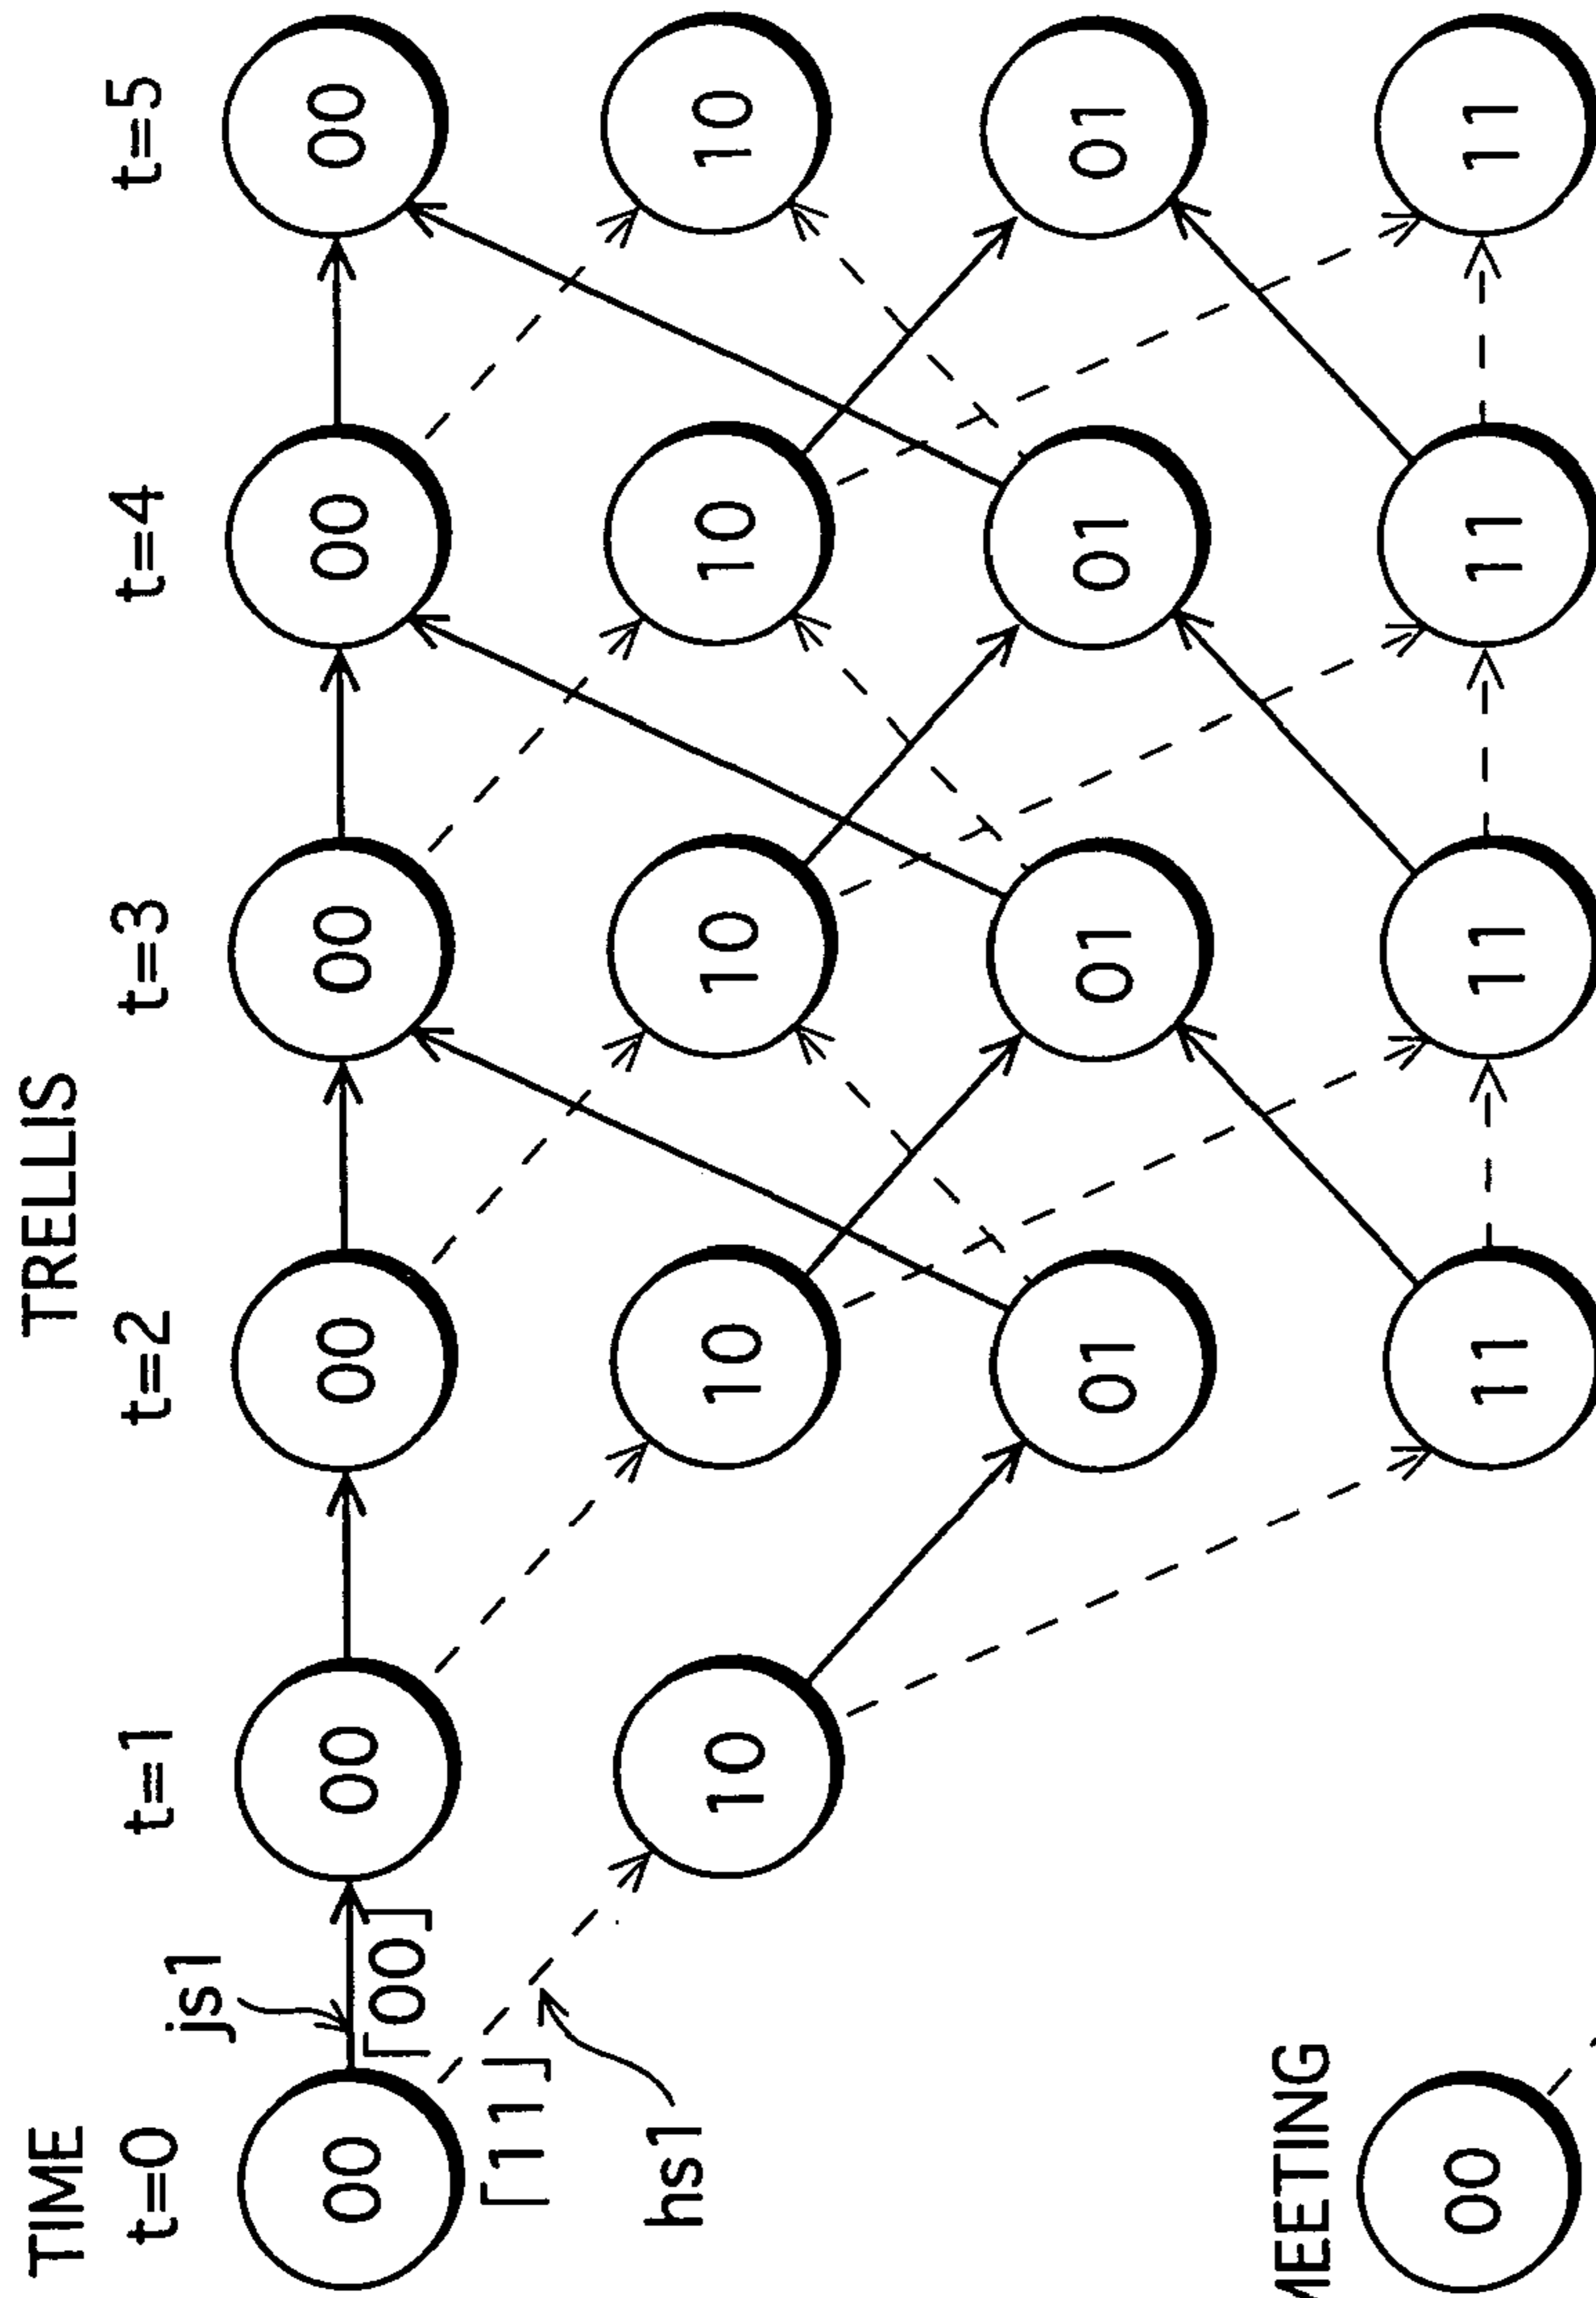 TRELLIS
TIME
t=0 t=1 t=2 t=3 t=4 t=5
js1
00 00 00 00 00 00
「00」
「11」
hs1
10 10 10 10 10
01 01 01 01
11 11 11 11
00